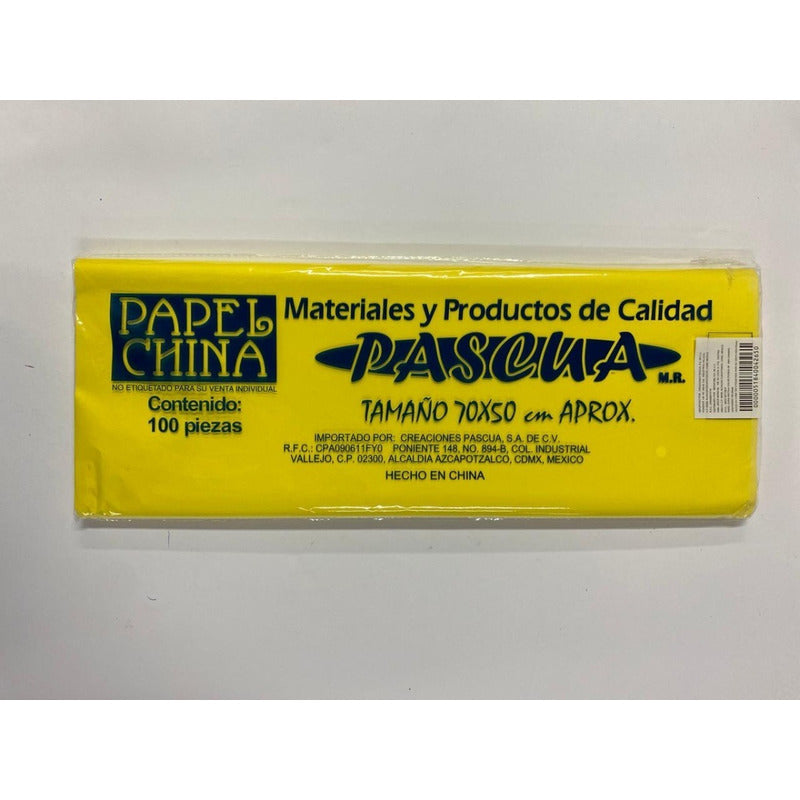 PAPEL
CHINA
NO ETIQUETADO PARA SU VENTA INDIVIDUAL
Contenido:
100 piezas
Materiales y Productos de Calidad
PASCUA
M.R.
TAMAÑO 70X50 cm APROX.
IMPORTADO POR: CREACIONES PASCUA, S.A. DE C.V.
R.F.C.: CPA090611FY0 PONIENTE 148, NO. 894-B, COL. INDUSTRIAL
VALLEJO, C.P. 02300, ALCALDIA AZCAPOTZALCO, CDMX, MEXICO
HECHO EN CHINA